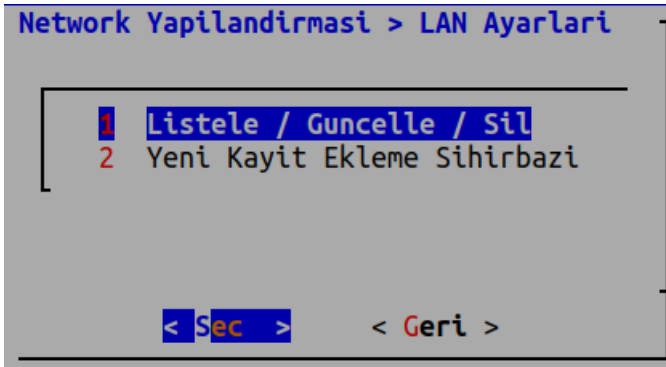 Network Yapilandirmasi > LAN Ayarlari
1 Listele / Guncelle / Sil
2 Yeni Kayit Ekleme Sihirbazi
< Sec > < Geri >